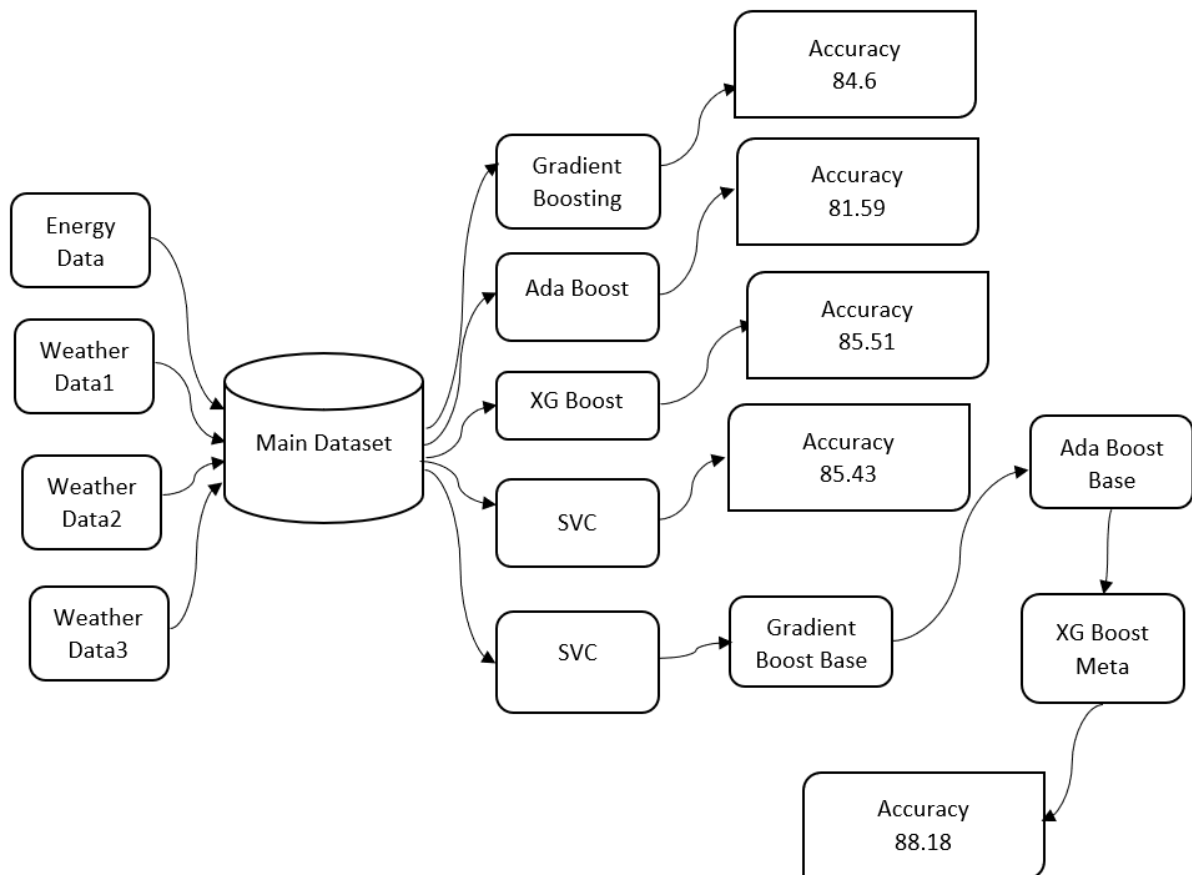 Accuracy
84.6
Gradient
Boosting
Accuracy
81.59
Energy
Data
Ada Boost
Accuracy
85.51
Weather
Data1
XG Boost
Main Dataset
Accuracy
85.43
Ada Boost
Base
Weather
Data2
SVC
Weather
Data3
SVC
Gradient
Boost Base
XG Boost
Meta
Accuracy
88.18